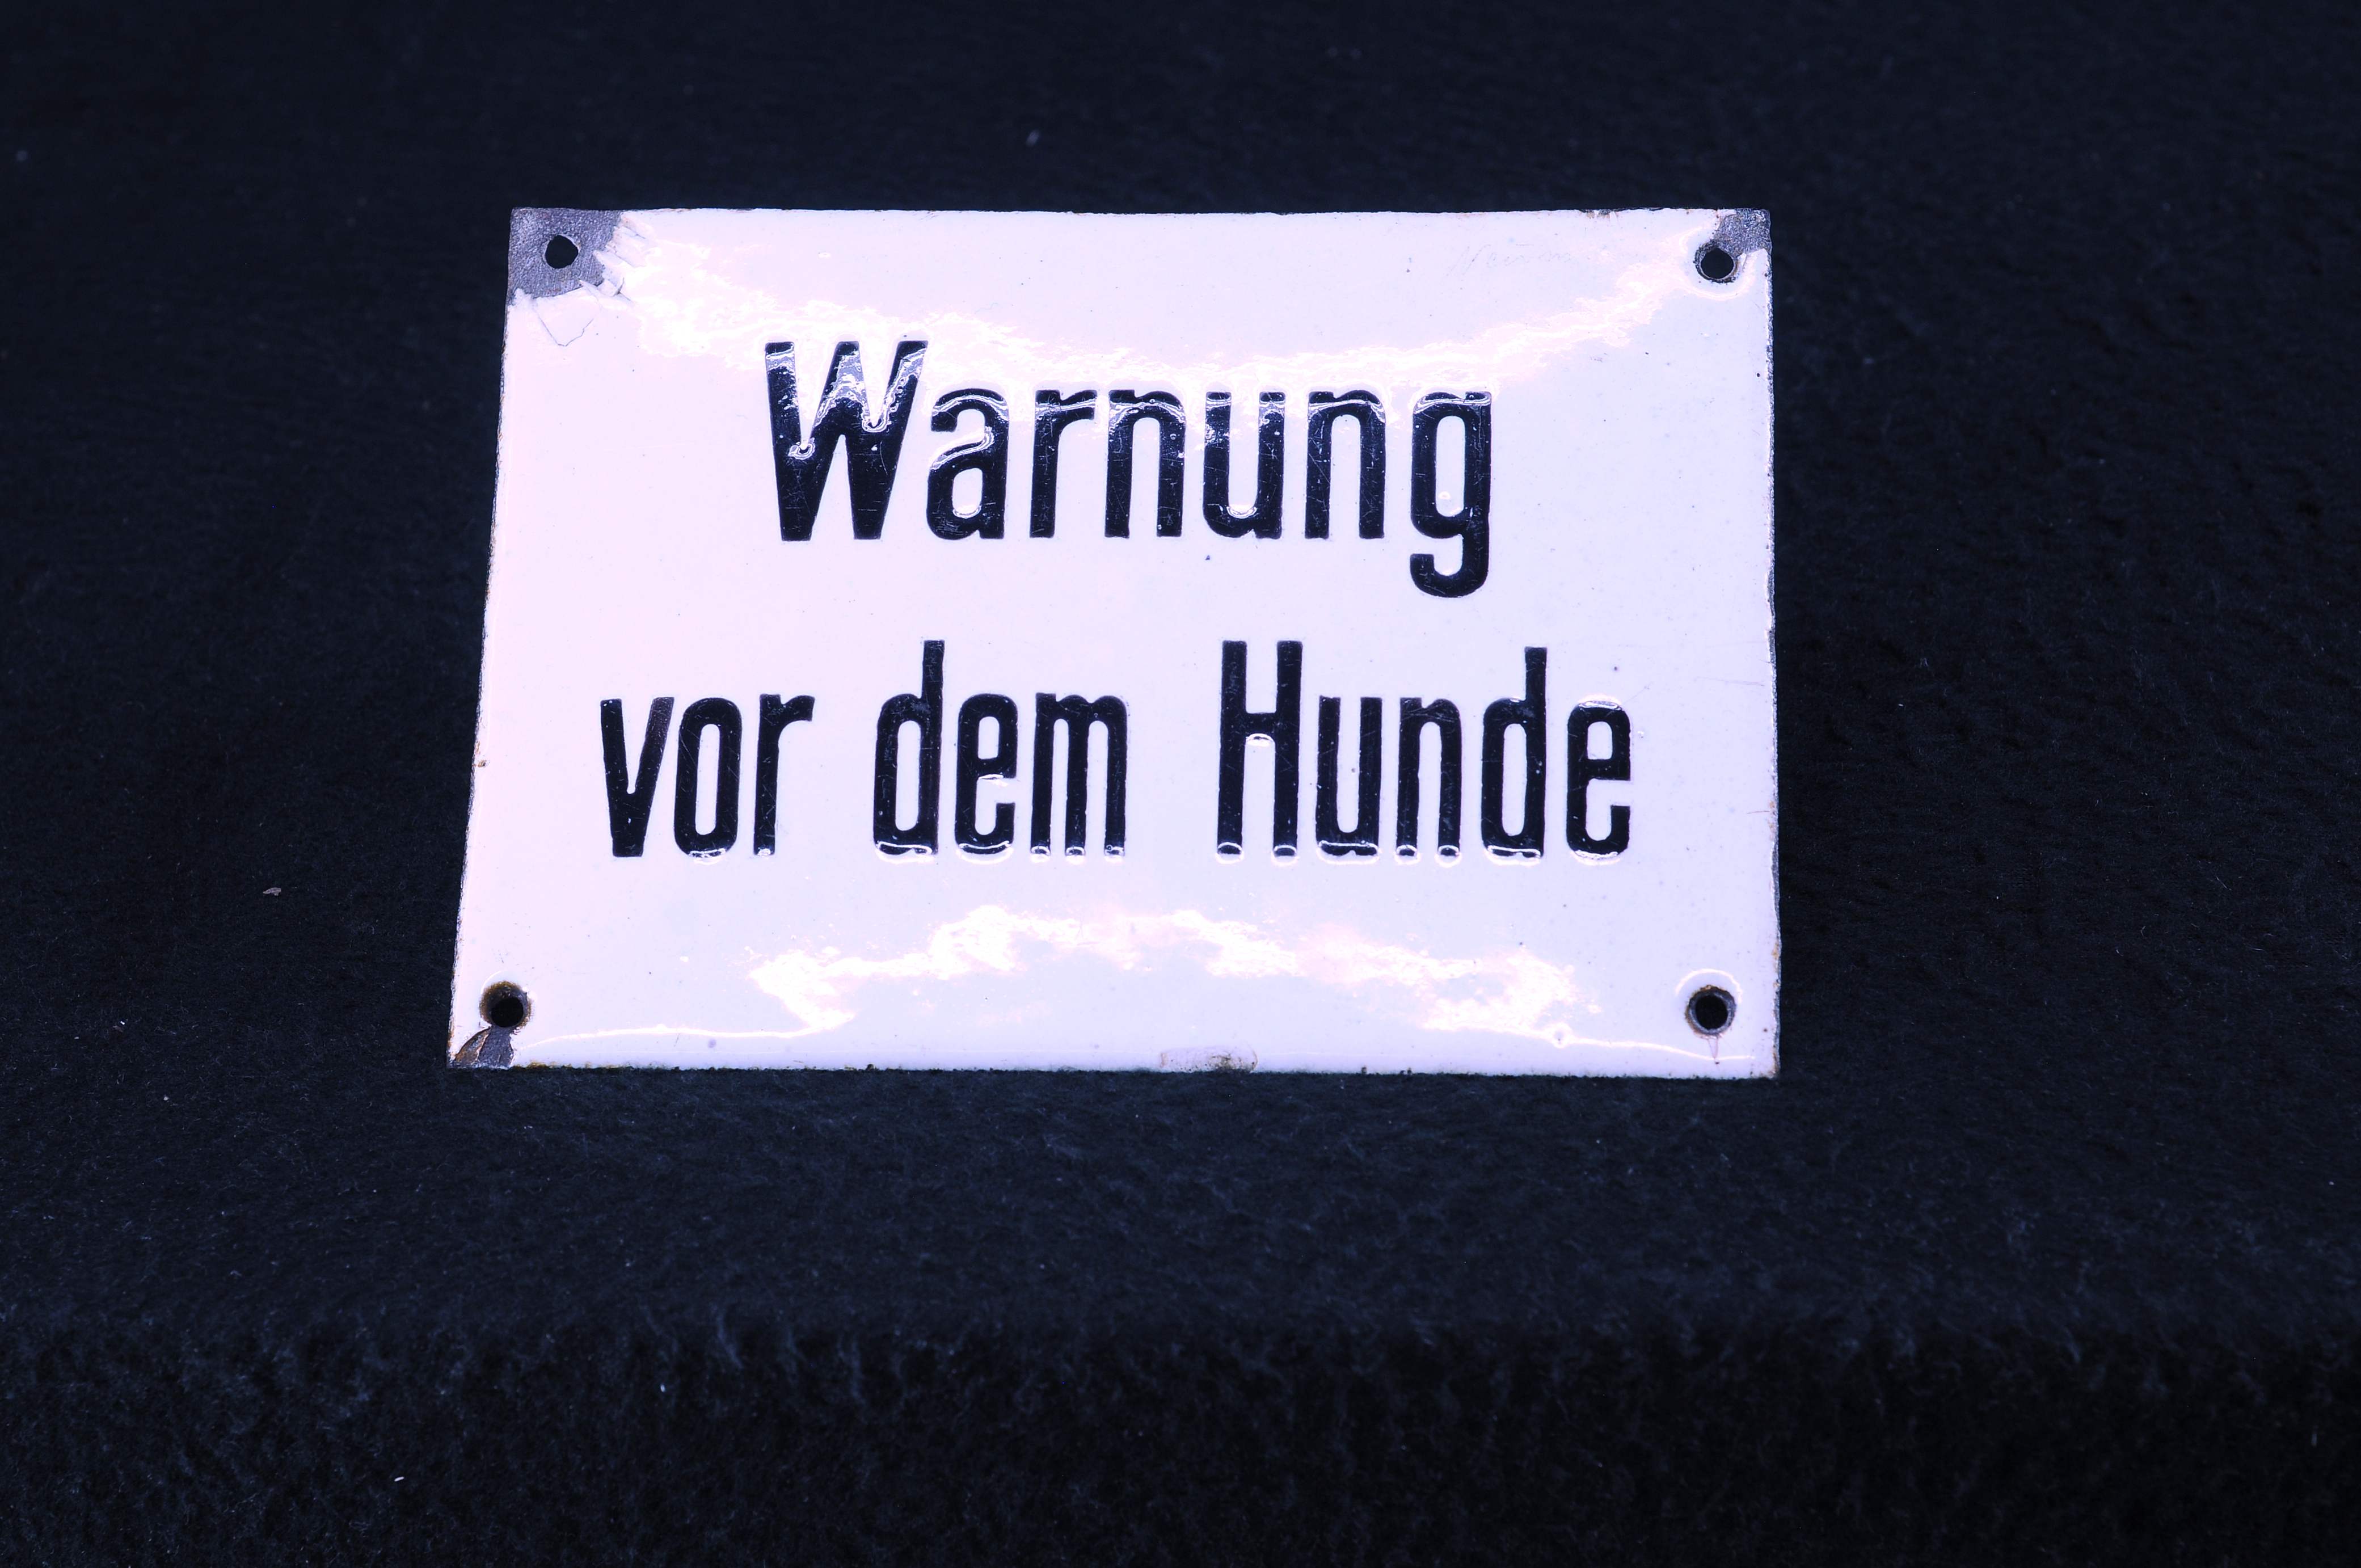 Warnung
vor dem Hunde